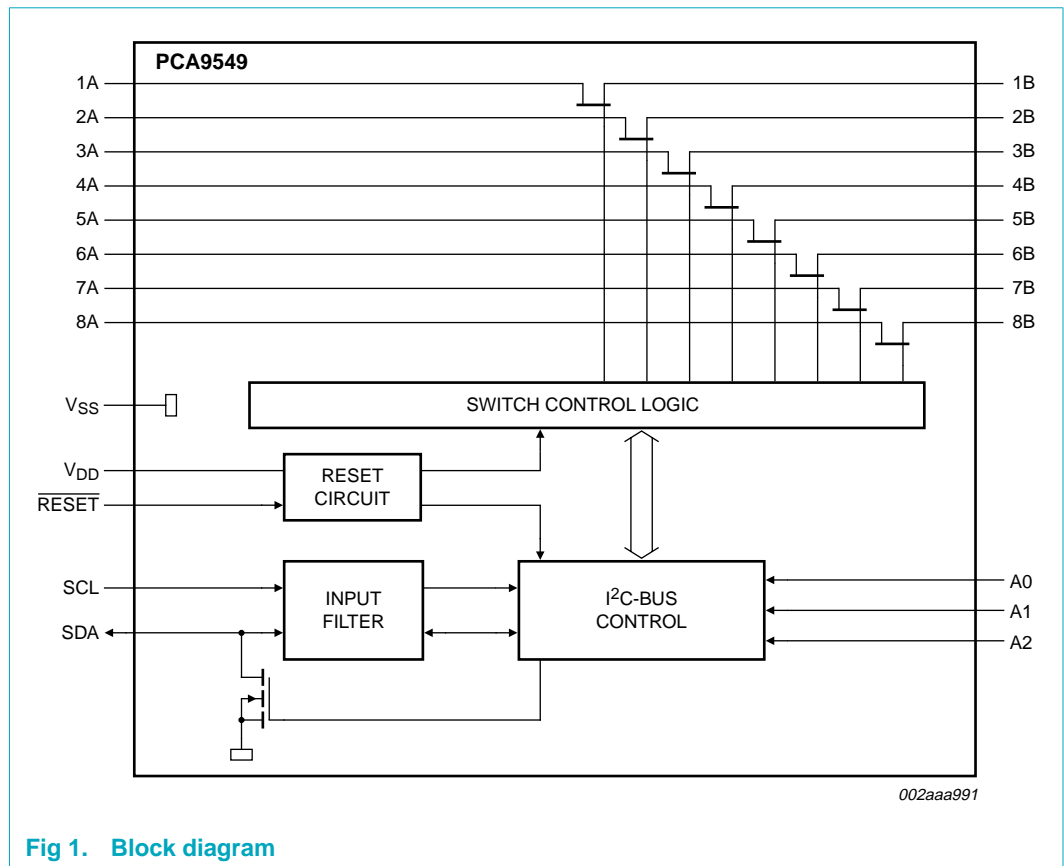 PCA9549
1A 1B
2A 2B
3A 3B
4A 4B
5A 5B
6A 6B
7A 7B
8A 8B
VSS
SWITCH CONTROL LOGIC
VDD
RESET
RESET
CIRCUIT
SCL
SDA
INPUT
FILTER
I2C-BUS
CONTROL
A0
A1
A2
002aaa991
Fig 1. Block diagram